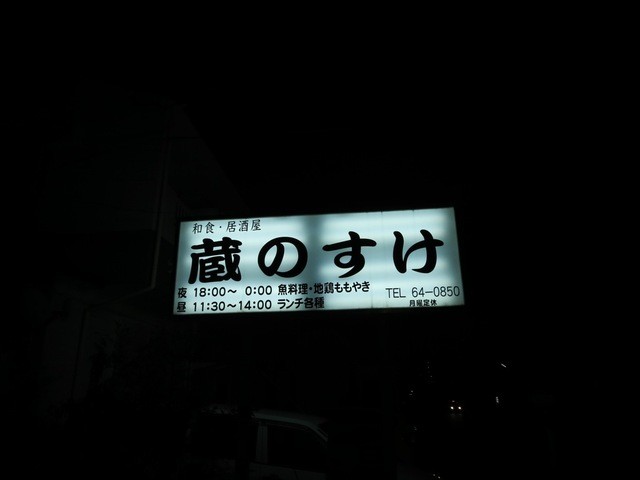 和食・居酒屋
蔵のすけ
夜 18:00～ 0:00 魚料理・地鶏ももやき
昼 11:30～14:00 ランチ各種
TEL 64-0850
月曜定休